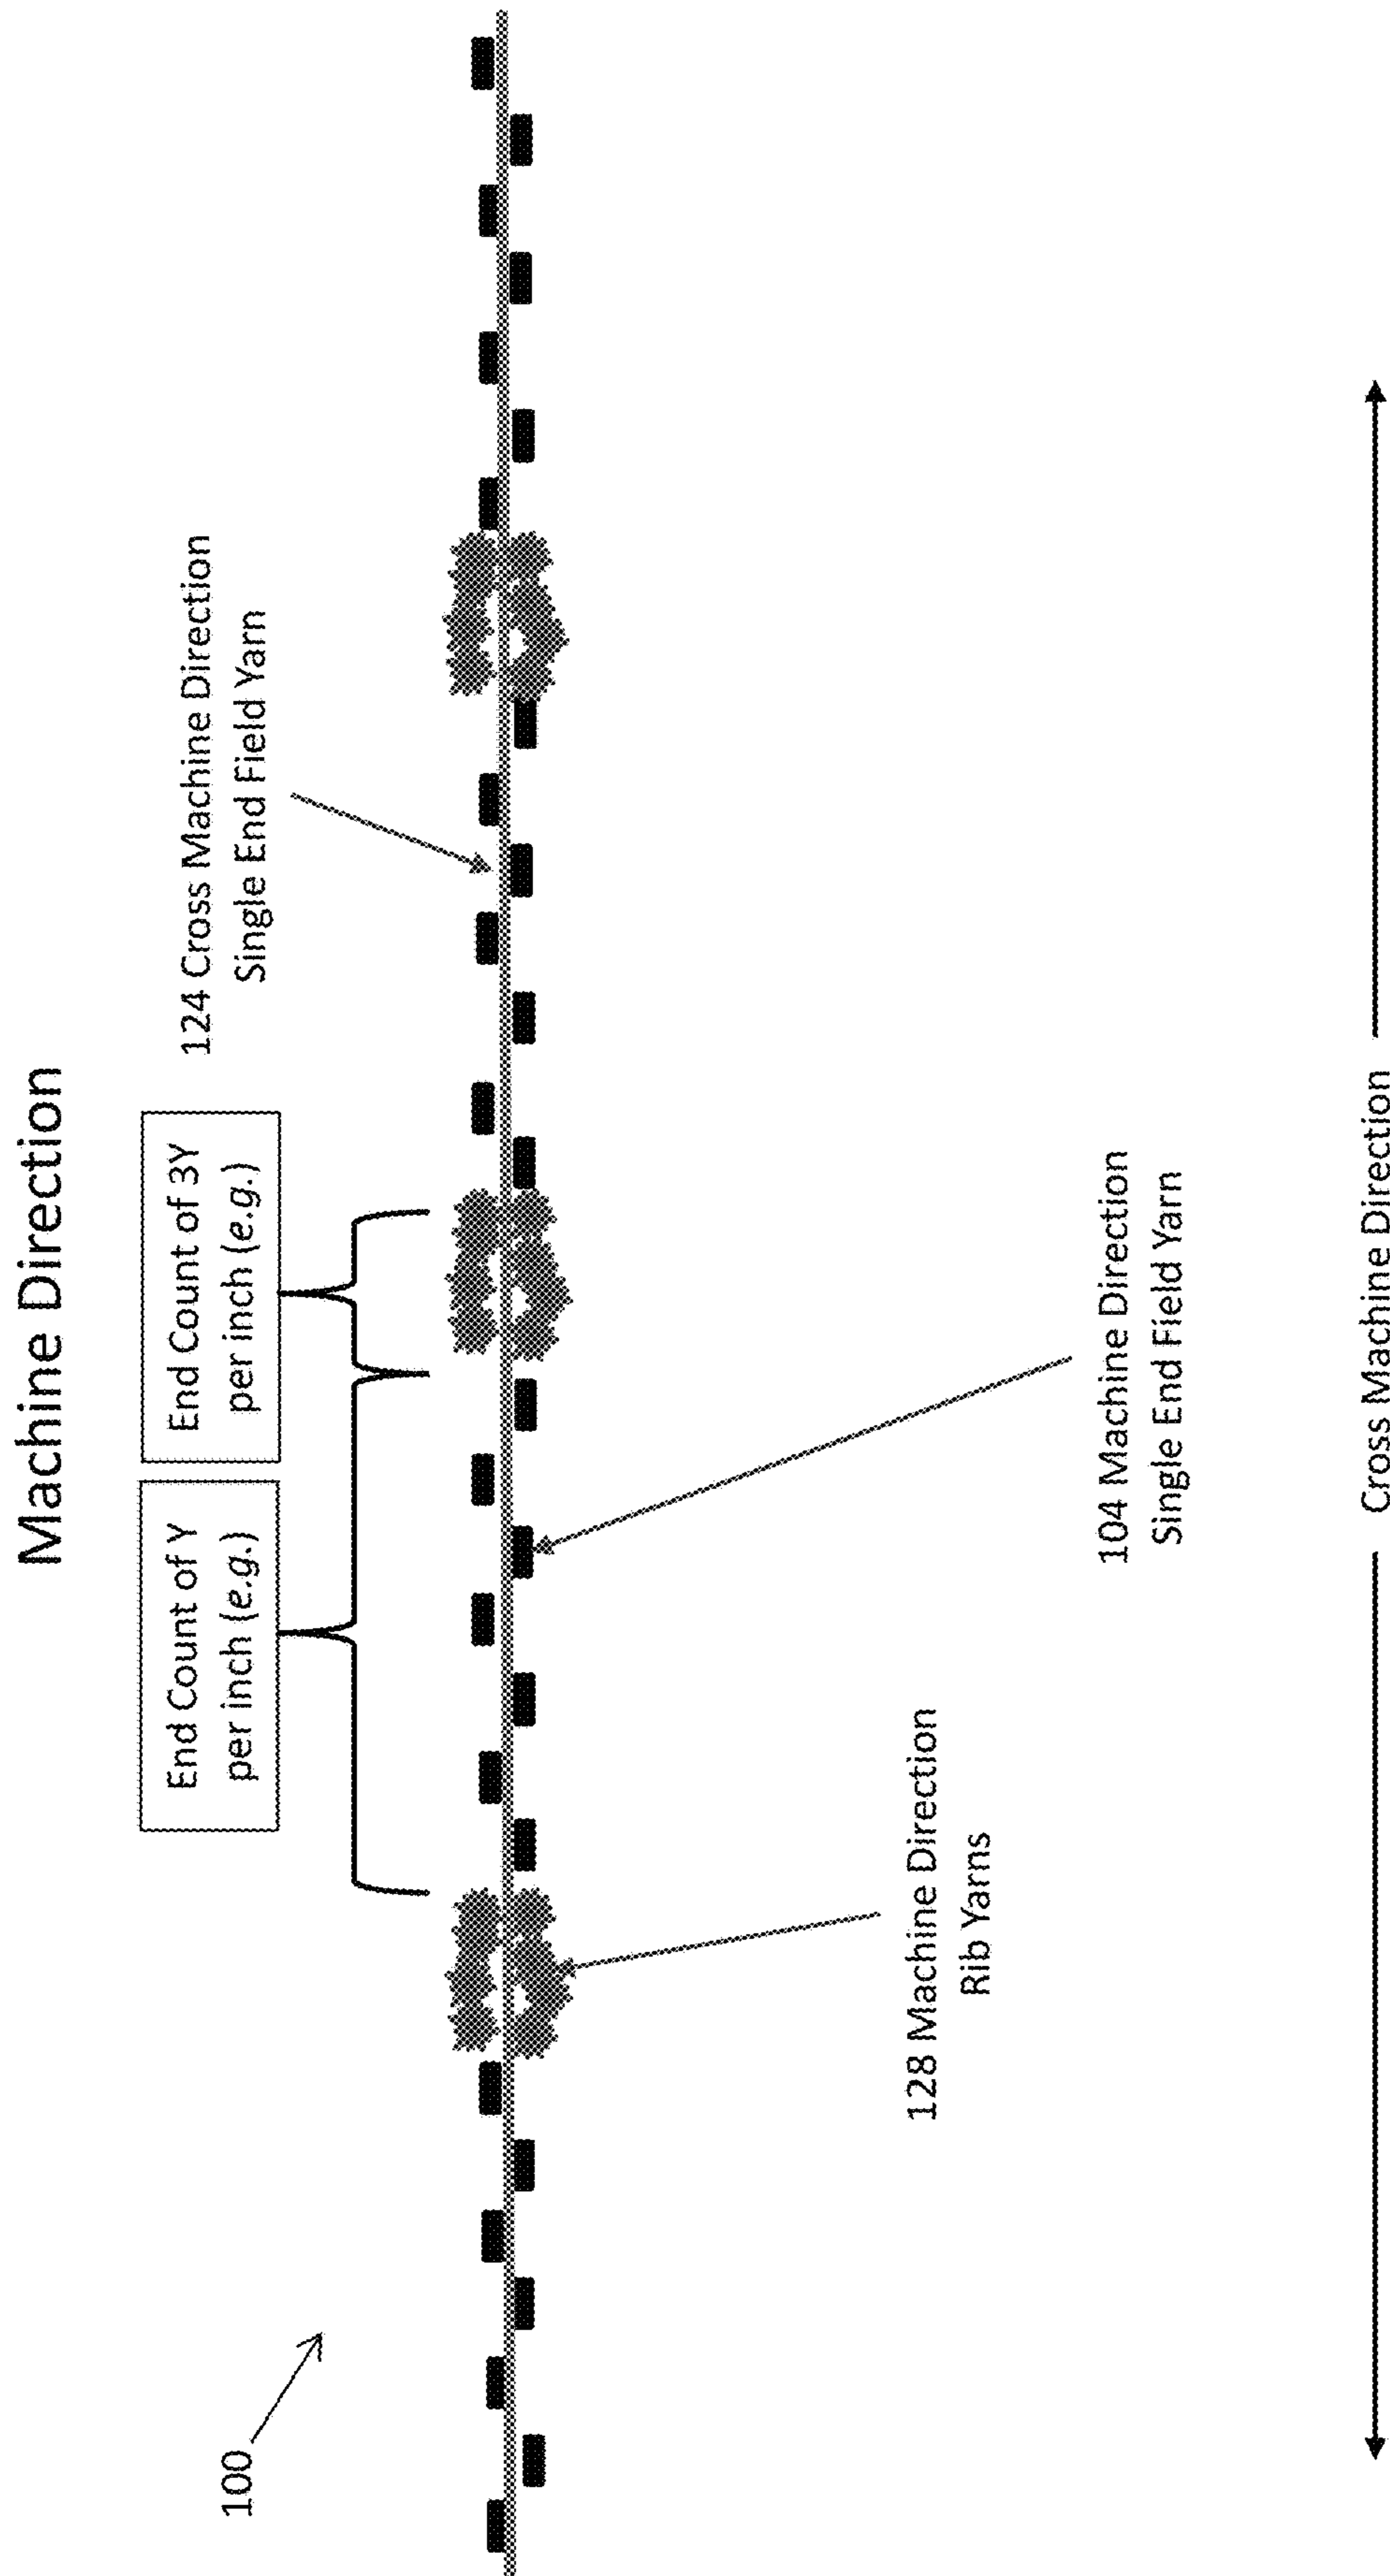 Machine Direction
End Count of Y
per inch (e.g.)
End Count of 3Y
per inch (e.g.)
124 Cross Machine Direction
Single End Field Yarn
100
128 Machine Direction
Rib Yarns
104 Machine Direction
Single End Field Yarn
Cross Machine Direction